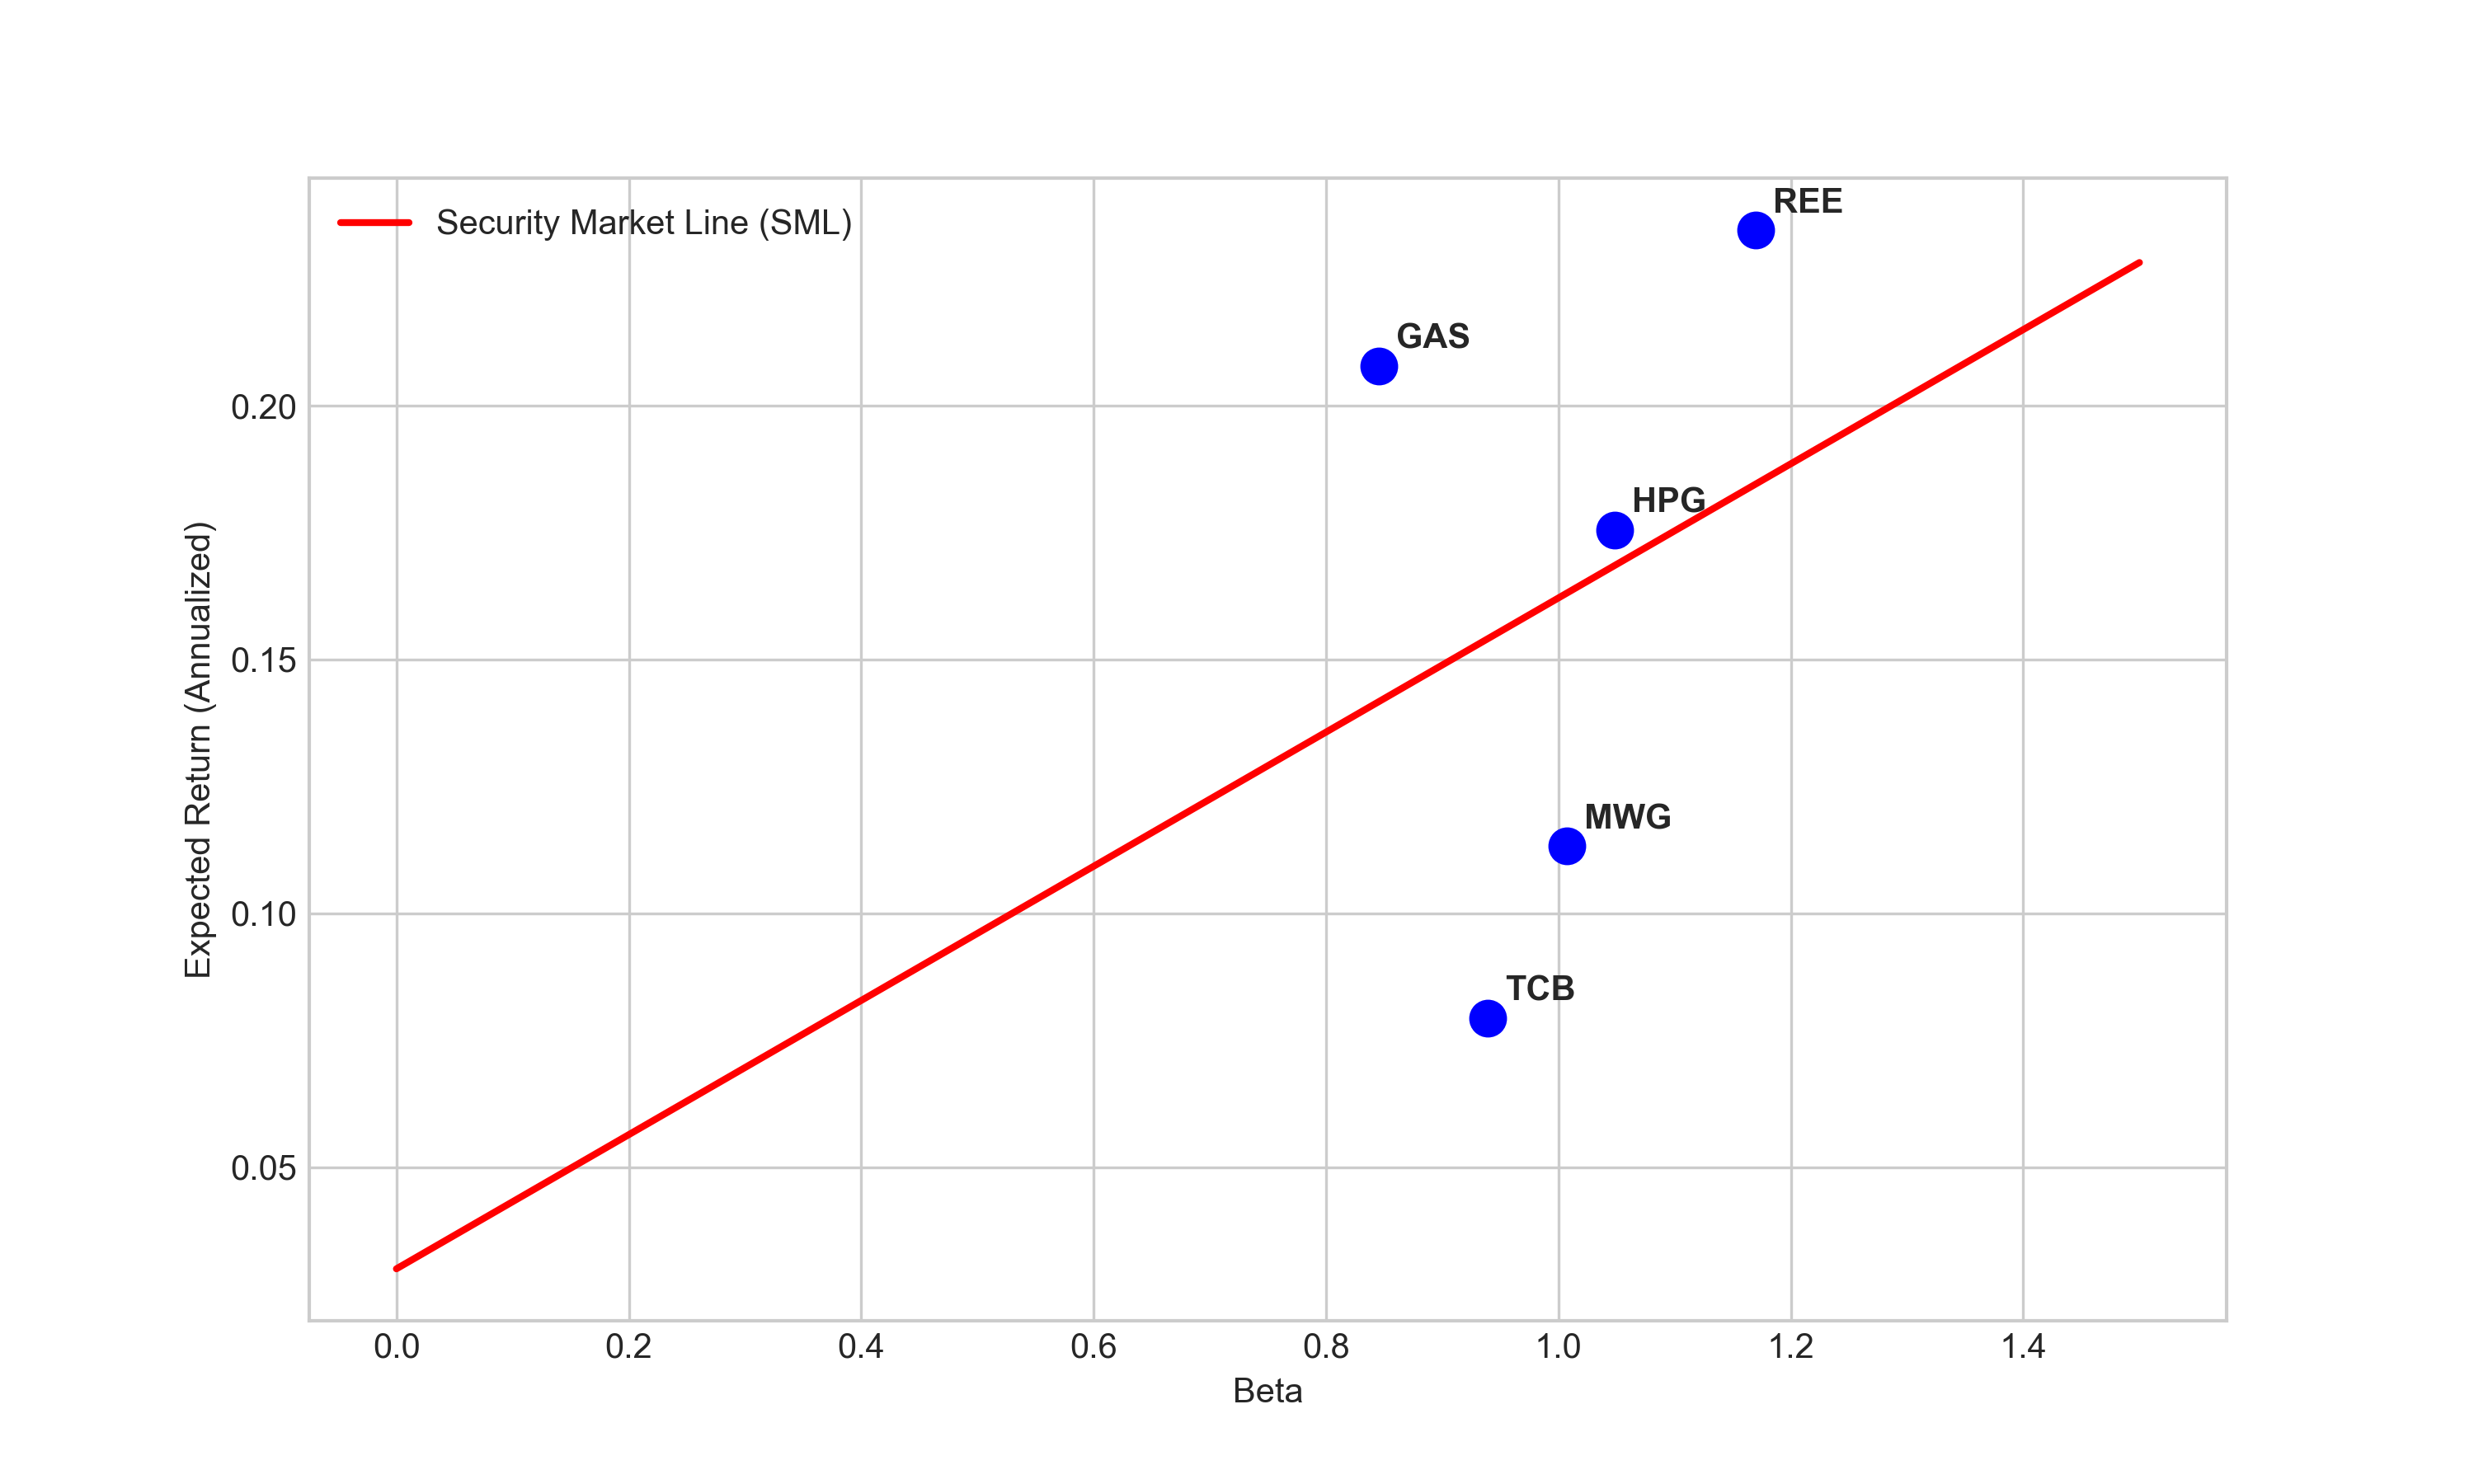 Security Market Line (SML)
REE
GAS
HPG
MWG
TCB
Expected Return (Annualized)
0.20
0.15
0.10
0.05
0.0 0.2 0.4 0.6 0.8 1.0 1.2 1.4
Beta